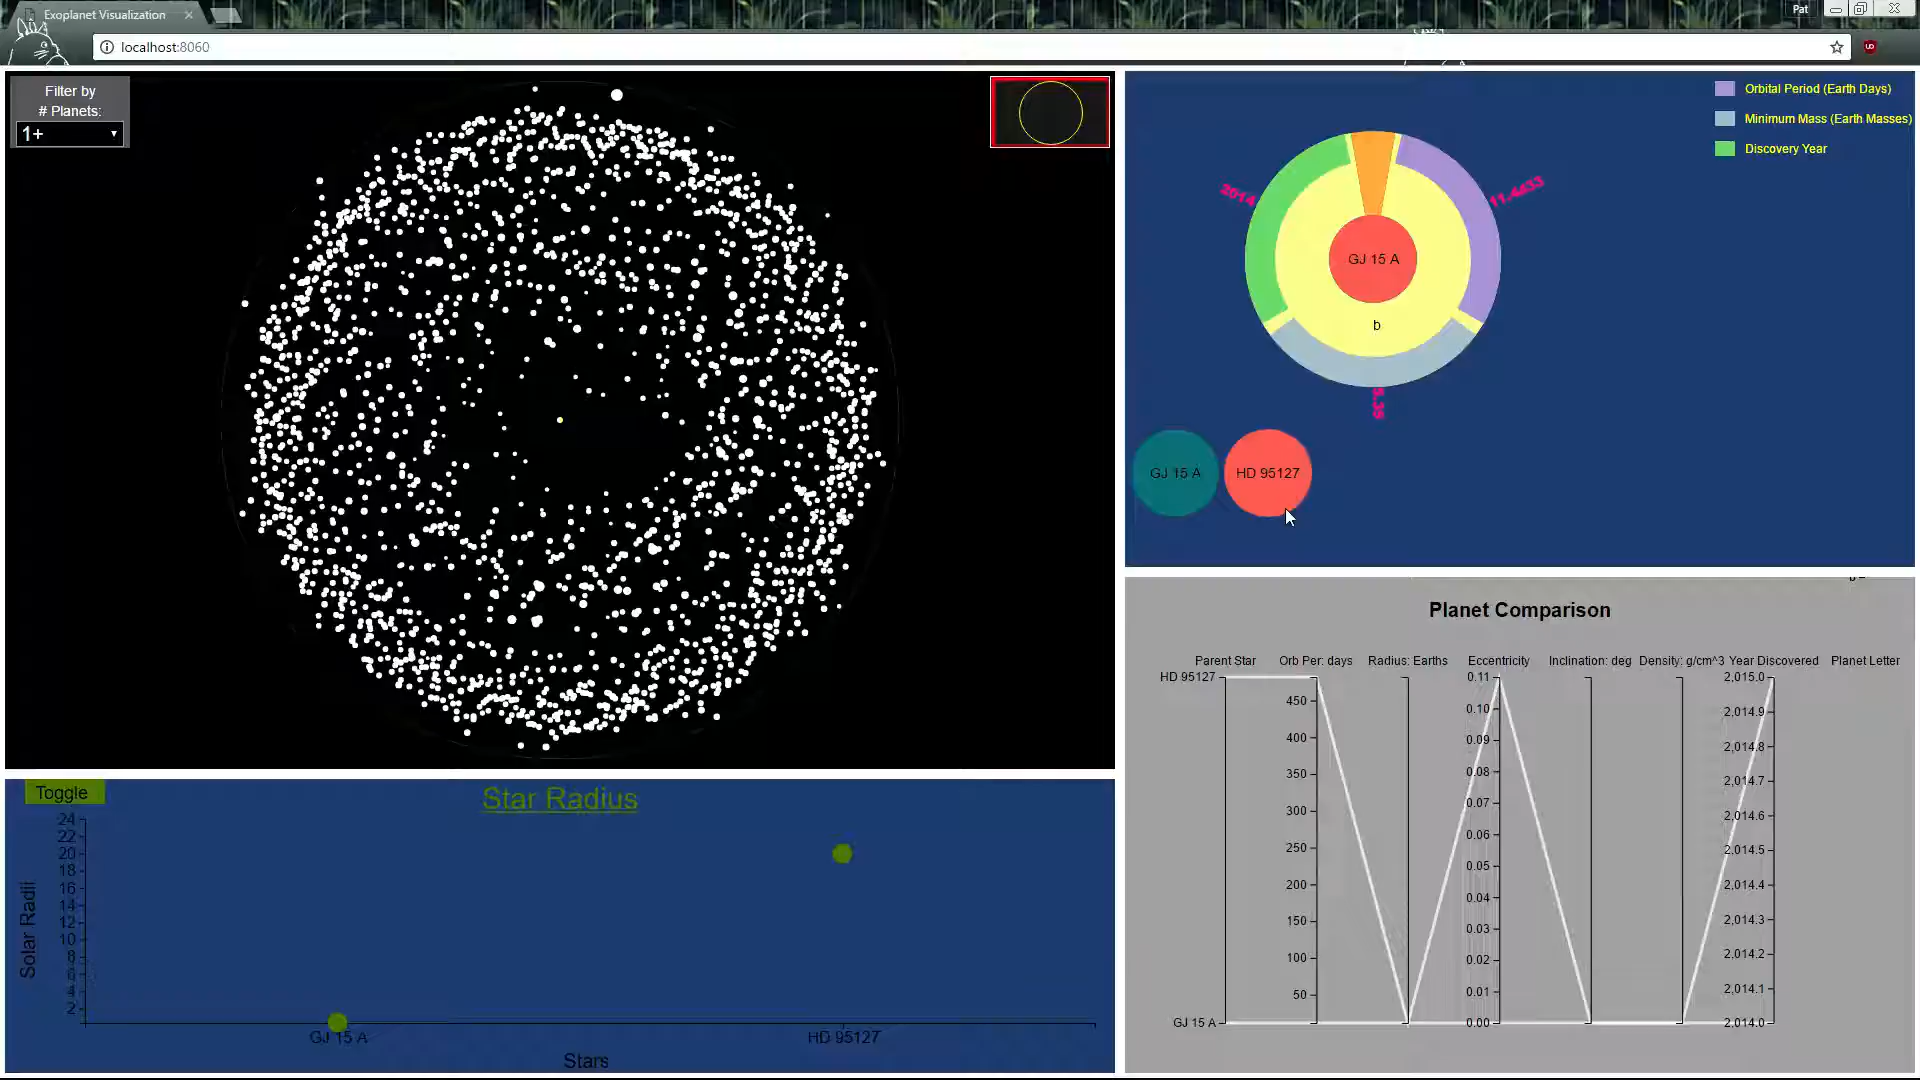 Exoplanet Visualization
Pat
localhost:8060
Filter by
# Planets:
1+
Orbital Period (Earth Days)
Minimum Mass (Earth Masses)
Discovery Year
2014
11.4433
GJ 15 A
b
5.35
GJ 15 A
HD 95127
Planet Comparison
Parent Star
Orb Per: days
Radius: Earths
Eccentricity
Inclination: deg
Density: g/cm^3
Year Discovered
Planet Letter
HD 95127
GJ 15 A
450
400
350
300
250
200
150
100
50
0.11
0.10
0.09
0.08
0.07
0.06
0.05
0.04
0.03
0.02
0.01
0.00
2,015.0
2,014.9
2,014.8
2,014.7
2,014.6
2,014.5
2,014.4
2,014.3
2,014.2
2,014.1
2,014.0
Toggle
Star Radius
24
22
20
18
16
14
12
10
8
6
4
2
Solar Radii
GJ 15 A
HD 95127
Stars